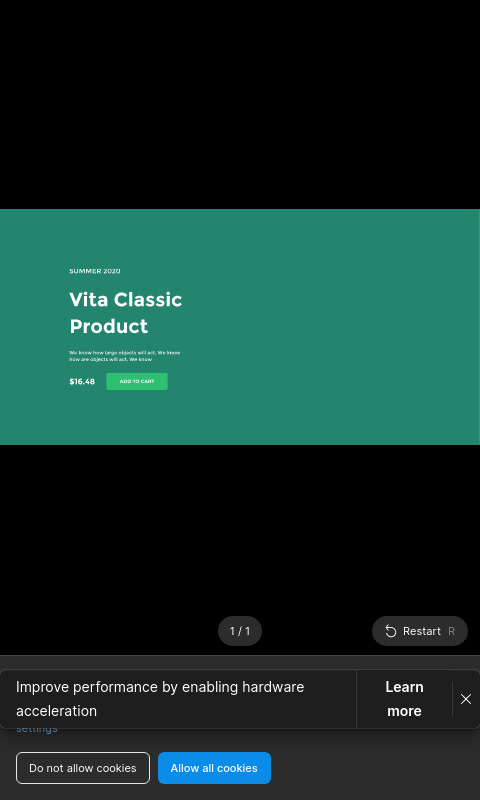 SUMMER 2020
Vita Classic
Product
We know how large objects will act, We know
how are objects will act, We know
$16.48 ADD TO CART
1 / 1
Restart R
Improve performance by enabling hardware
acceleration
Learn
more
settings
Do not allow cookies
Allow all cookies